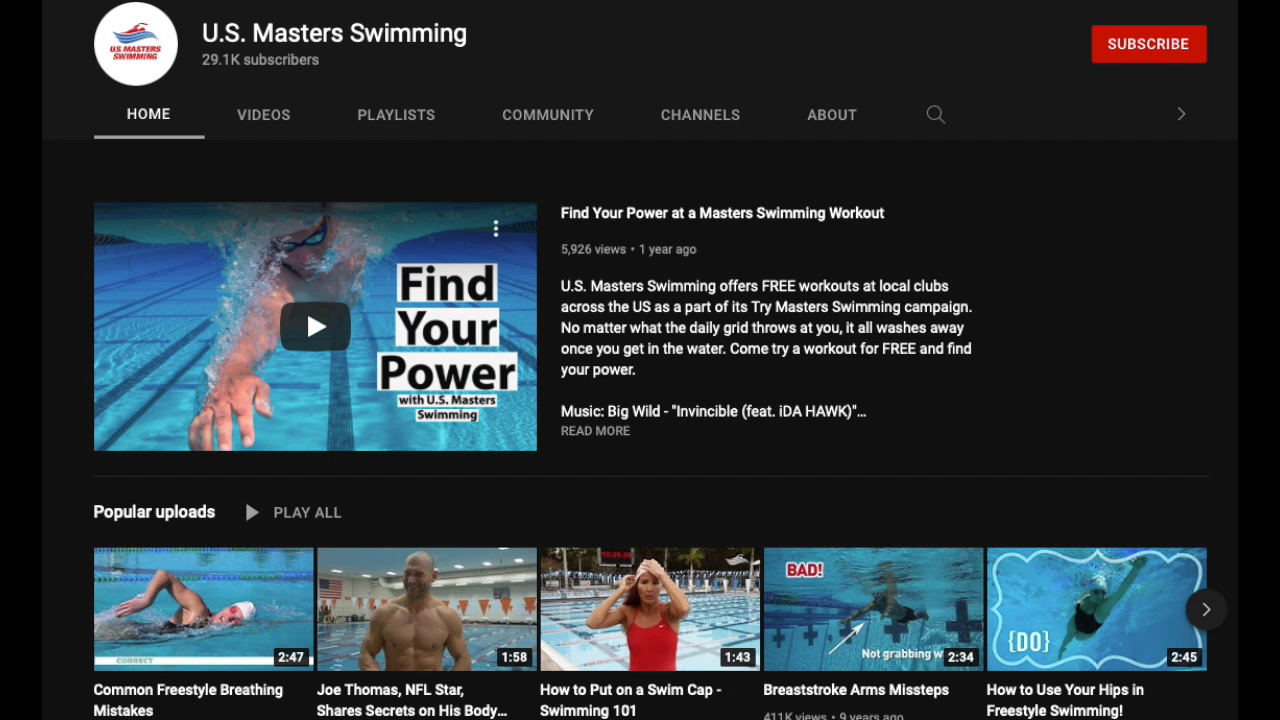 U.S. MASTERS
SWIMMING
U.S. Masters Swimming
29.1K subscribers
SUBSCRIBE
HOME
VIDEOS
PLAYLISTS
COMMUNITY
CHANNELS
ABOUT
Find
Your
Power
with U.S. Masters
Swimming
Find Your Power at a Masters Swimming Workout
5,926 views • 1 year ago
U.S. Masters Swimming offers FREE workouts at local clubs
across the US as a part of its Try Masters Swimming campaign.
No matter what the daily grid throws at you, it all washes away
once you get in the water. Come try a workout for FREE and find
your power.
Music: Big Wild - "Invincible (feat. iDA HAWK)"...
READ MORE
Popular uploads
PLAY ALL
CORRECT
2:47
1:58
1:43
BAD!
Not grabbing
2:34
{DO}
2:45
Common Freestyle Breathing
Mistakes
Joe Thomas, NFL Star,
Shares Secrets on His Body...
How to Put on a Swim Cap -
Swimming 101
Breaststroke Arms Missteps
411K views • 9 years ago
How to Use Your Hips in
Freestyle Swimming!